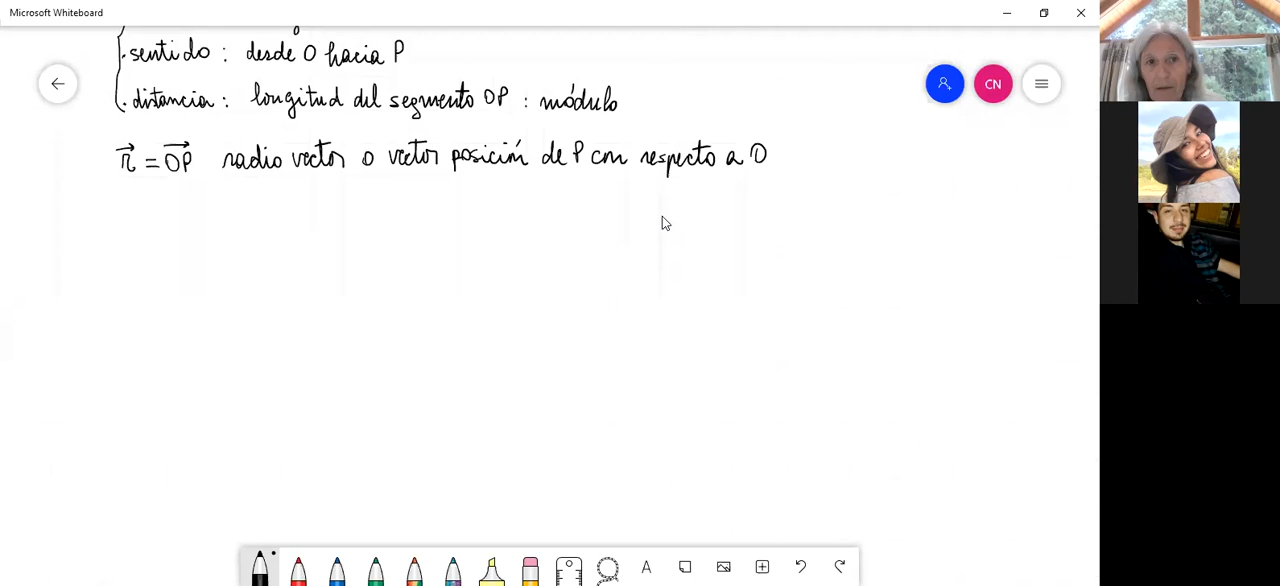 Microsoft Whiteboard
. sentido : desde O hacia P
CN
. distancia : longitud del segmento OP : módulo
r⃗ = OP⃗ radio vector o vector posición de P con respecto a O